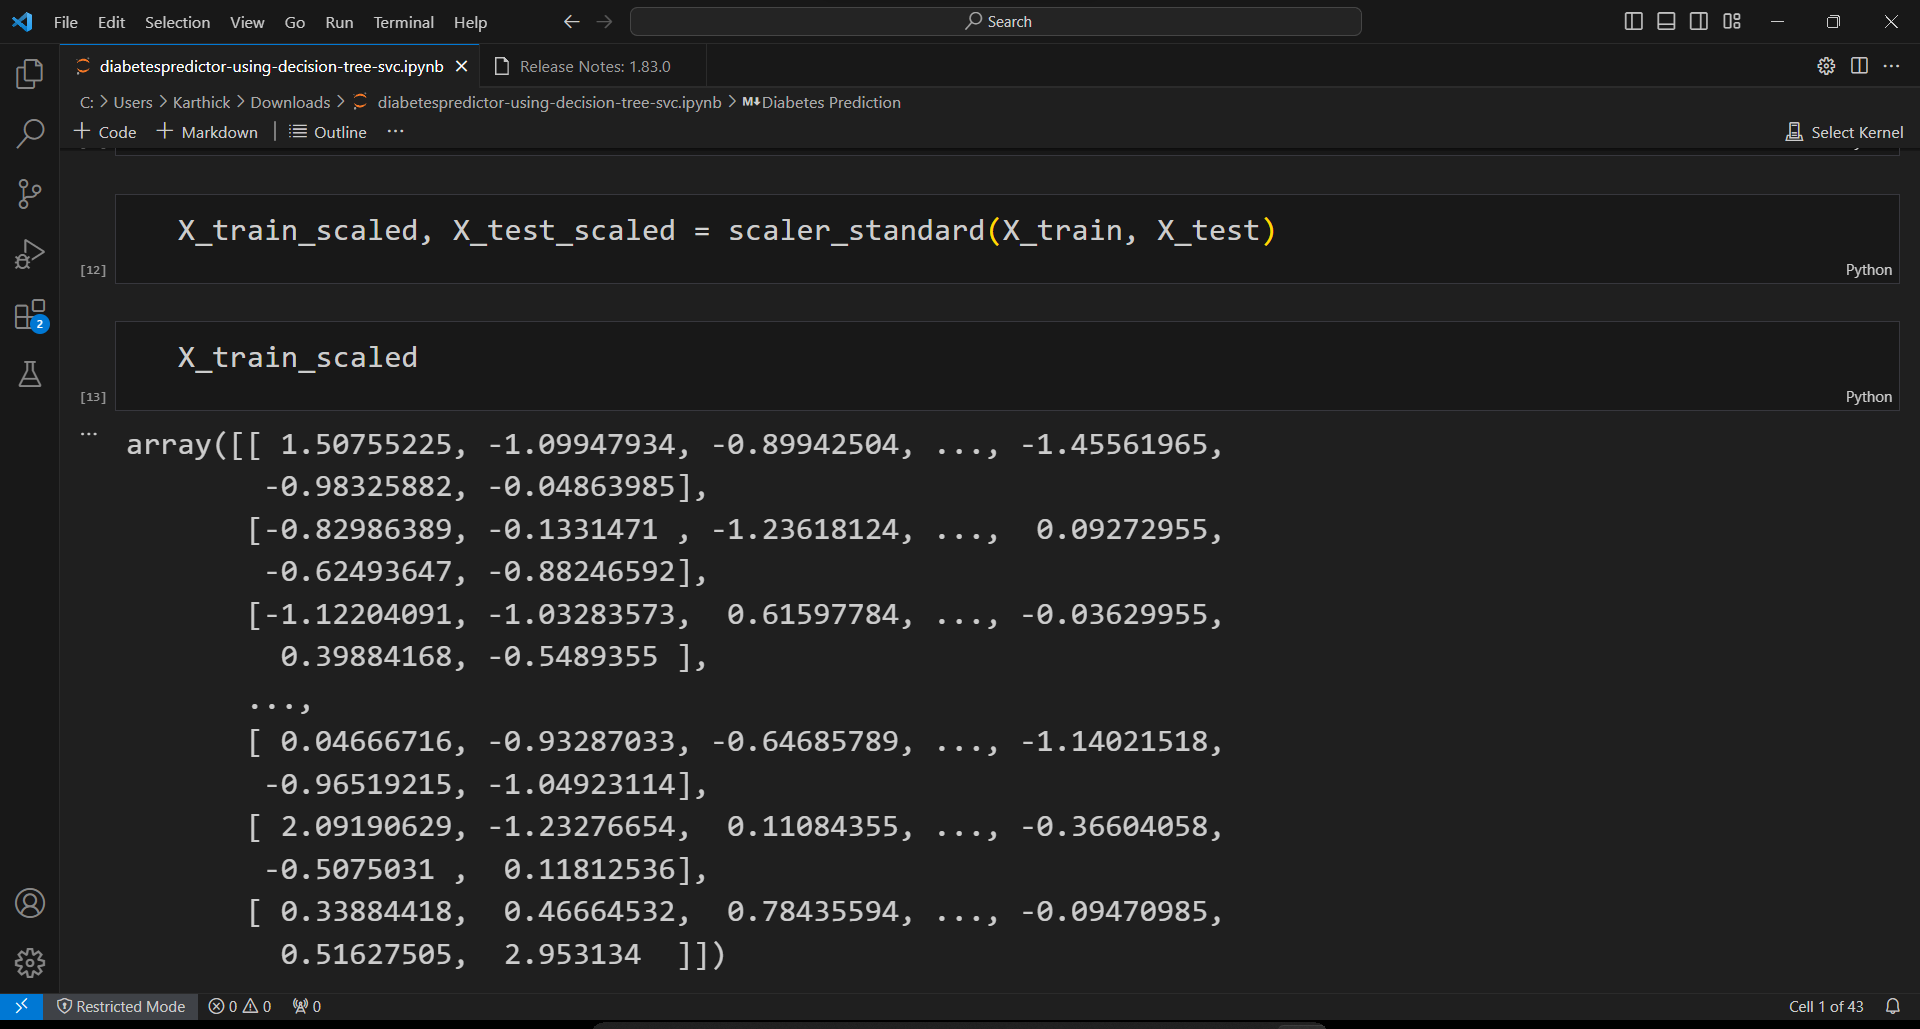 File Edit Selection View Go Run Terminal Help Search
diabetespredictor-using-decision-tree-svc.ipynb Release Notes: 1.83.0
C: > Users > Karthick > Downloads > diabetespredictor-using-decision-tree-svc.ipynb > M Diabetes Prediction
+ Code + Markdown | Outline ... Select Kernel
X_train_scaled, X_test_scaled = scaler_standard(X_train, X_test)
[12] Python
X_train_scaled
[13] Python
... array([[ 1.50755225, -1.09947934, -0.89942504, ..., -1.45561965,
-0.98325882, -0.04863985],
[-0.82986389, -0.1331471 , -1.23618124, ..., 0.09272955,
-0.62493647, -0.88246592],
[-1.12204091, -1.03283573, 0.61597784, ..., -0.03629955,
0.39884168, -0.5489355 ],
...,
[ 0.04666716, -0.93287033, -0.64685789, ..., -1.14021518,
-0.96519215, -1.04923114],
[ 2.09190629, -1.23276654, 0.11084355, ..., -0.36604058,
-0.5075031 , 0.11812536],
[ 0.33884418, 0.46664532, 0.78435594, ..., -0.09470985,
0.51627505, 2.953134 ]])
2
Restricted Mode 0 0 0 Cell 1 of 43